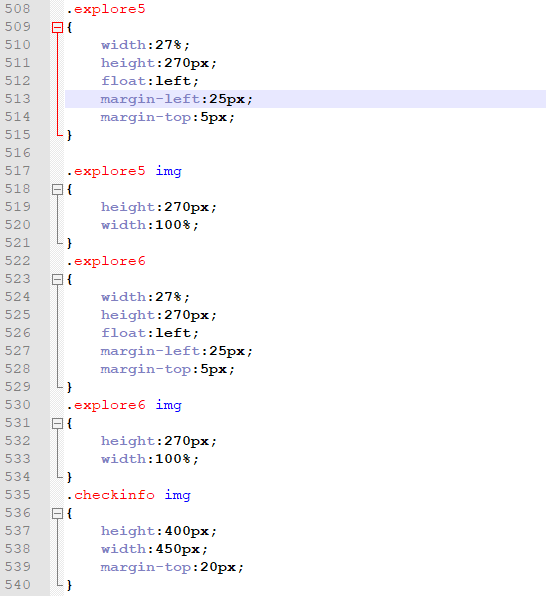 508 .explore5
509 {
510 width:27%;
511 height:270px;
512 float:left;
513 margin-left:25px;
514 margin-top:5px;
515 }
516
517 .explore5 img
518 {
519 height:270px;
520 width:100%;
521 }
522 .explore6
523 {
524 width:27%;
525 height:270px;
526 float:left;
527 margin-left:25px;
528 margin-top:5px;
529 }
530 .explore6 img
531 {
532 height:270px;
533 width:100%;
534 }
535 .checkinfo img
536 {
537 height:400px;
538 width:450px;
539 margin-top:20px;
540 }